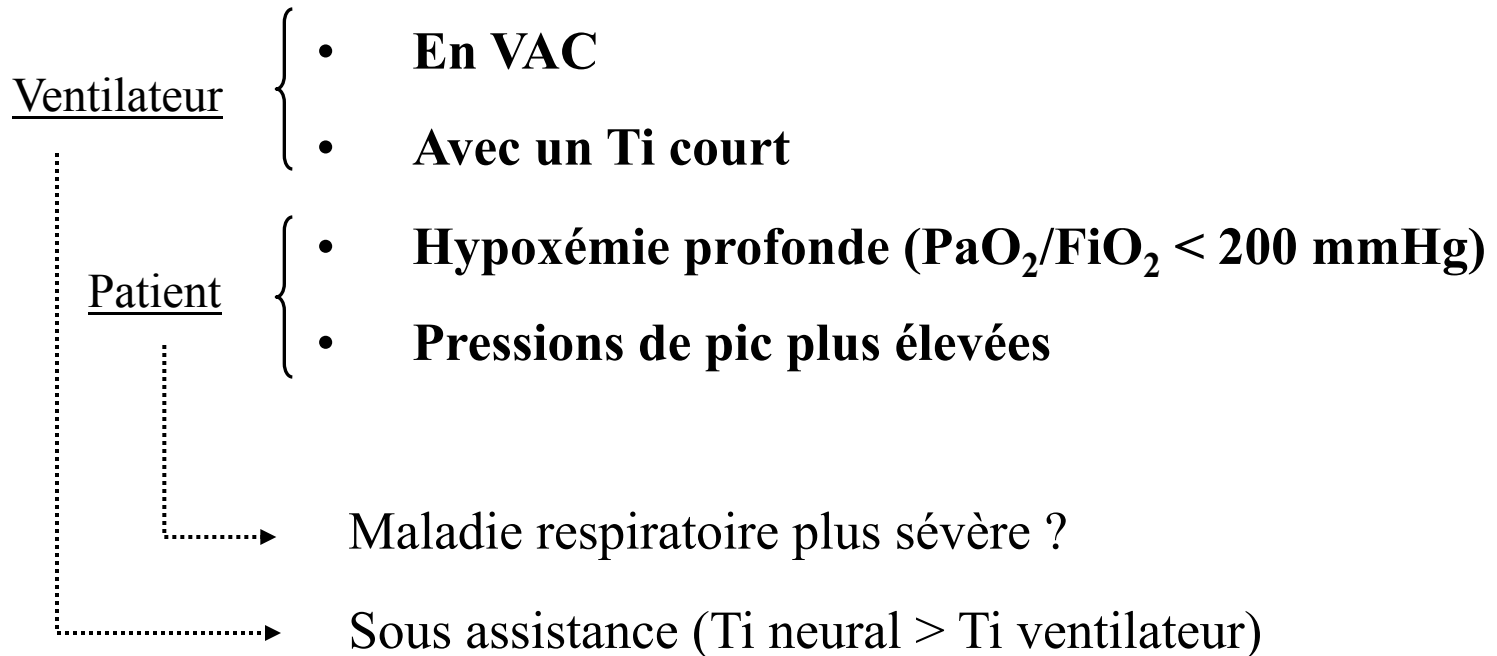 Ventilateur
• En VAC
• Avec un Ti court
Patient
• Hypoxémie profonde (PaO₂/FiO₂ < 200 mmHg)
• Pressions de pic plus élevées
Maladie respiratoire plus sévère ?
Sous assistance (Ti neural > Ti ventilateur)